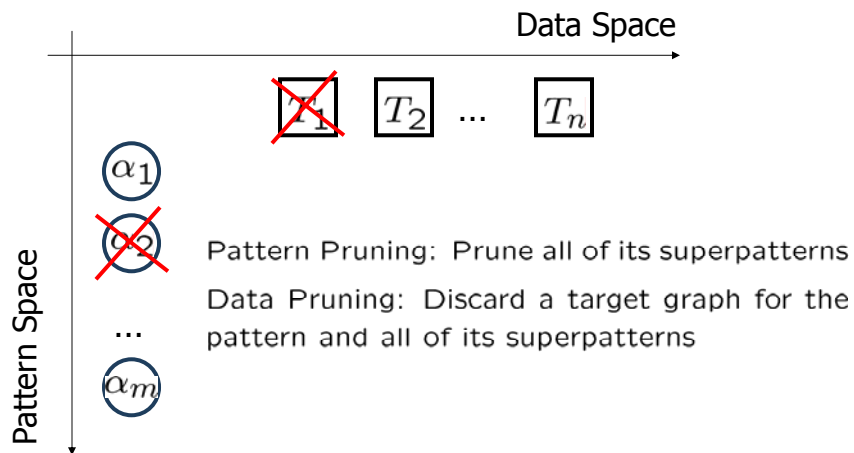 Data Space
T₁ T₂ ... Tₙ
α₁
α₂
Pattern Pruning: Prune all of its superpatterns
Data Pruning: Discard a target graph for the
pattern and all of its superpatterns
...
αₘ
Pattern Space